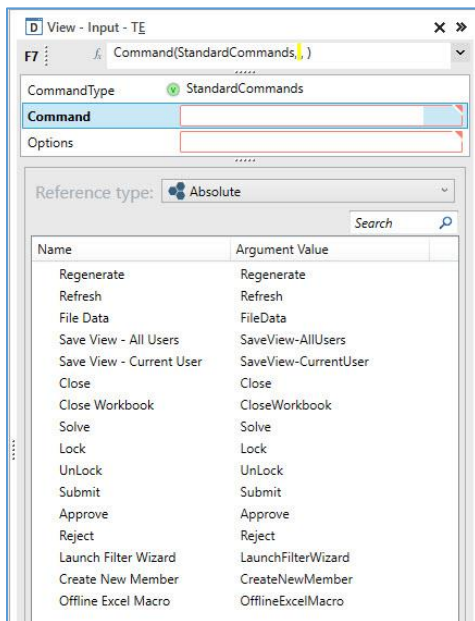 D View - Input - TE
F7 fx Command(StandardCommands, , )
CommandType v StandardCommands
Command
Options
Reference type: Absolute
Search
Name Argument Value
Regenerate Regenerate
Refresh Refresh
File Data FileData
Save View - All Users SaveView-AllUsers
Save View - Current User SaveView-CurrentUser
Close Close
Close Workbook CloseWorkbook
Solve Solve
Lock Lock
UnLock UnLock
Submit Submit
Approve Approve
Reject Reject
Launch Filter Wizard LaunchFilterWizard
Create New Member CreateNewMember
Offline Excel Macro OfflineExcelMacro